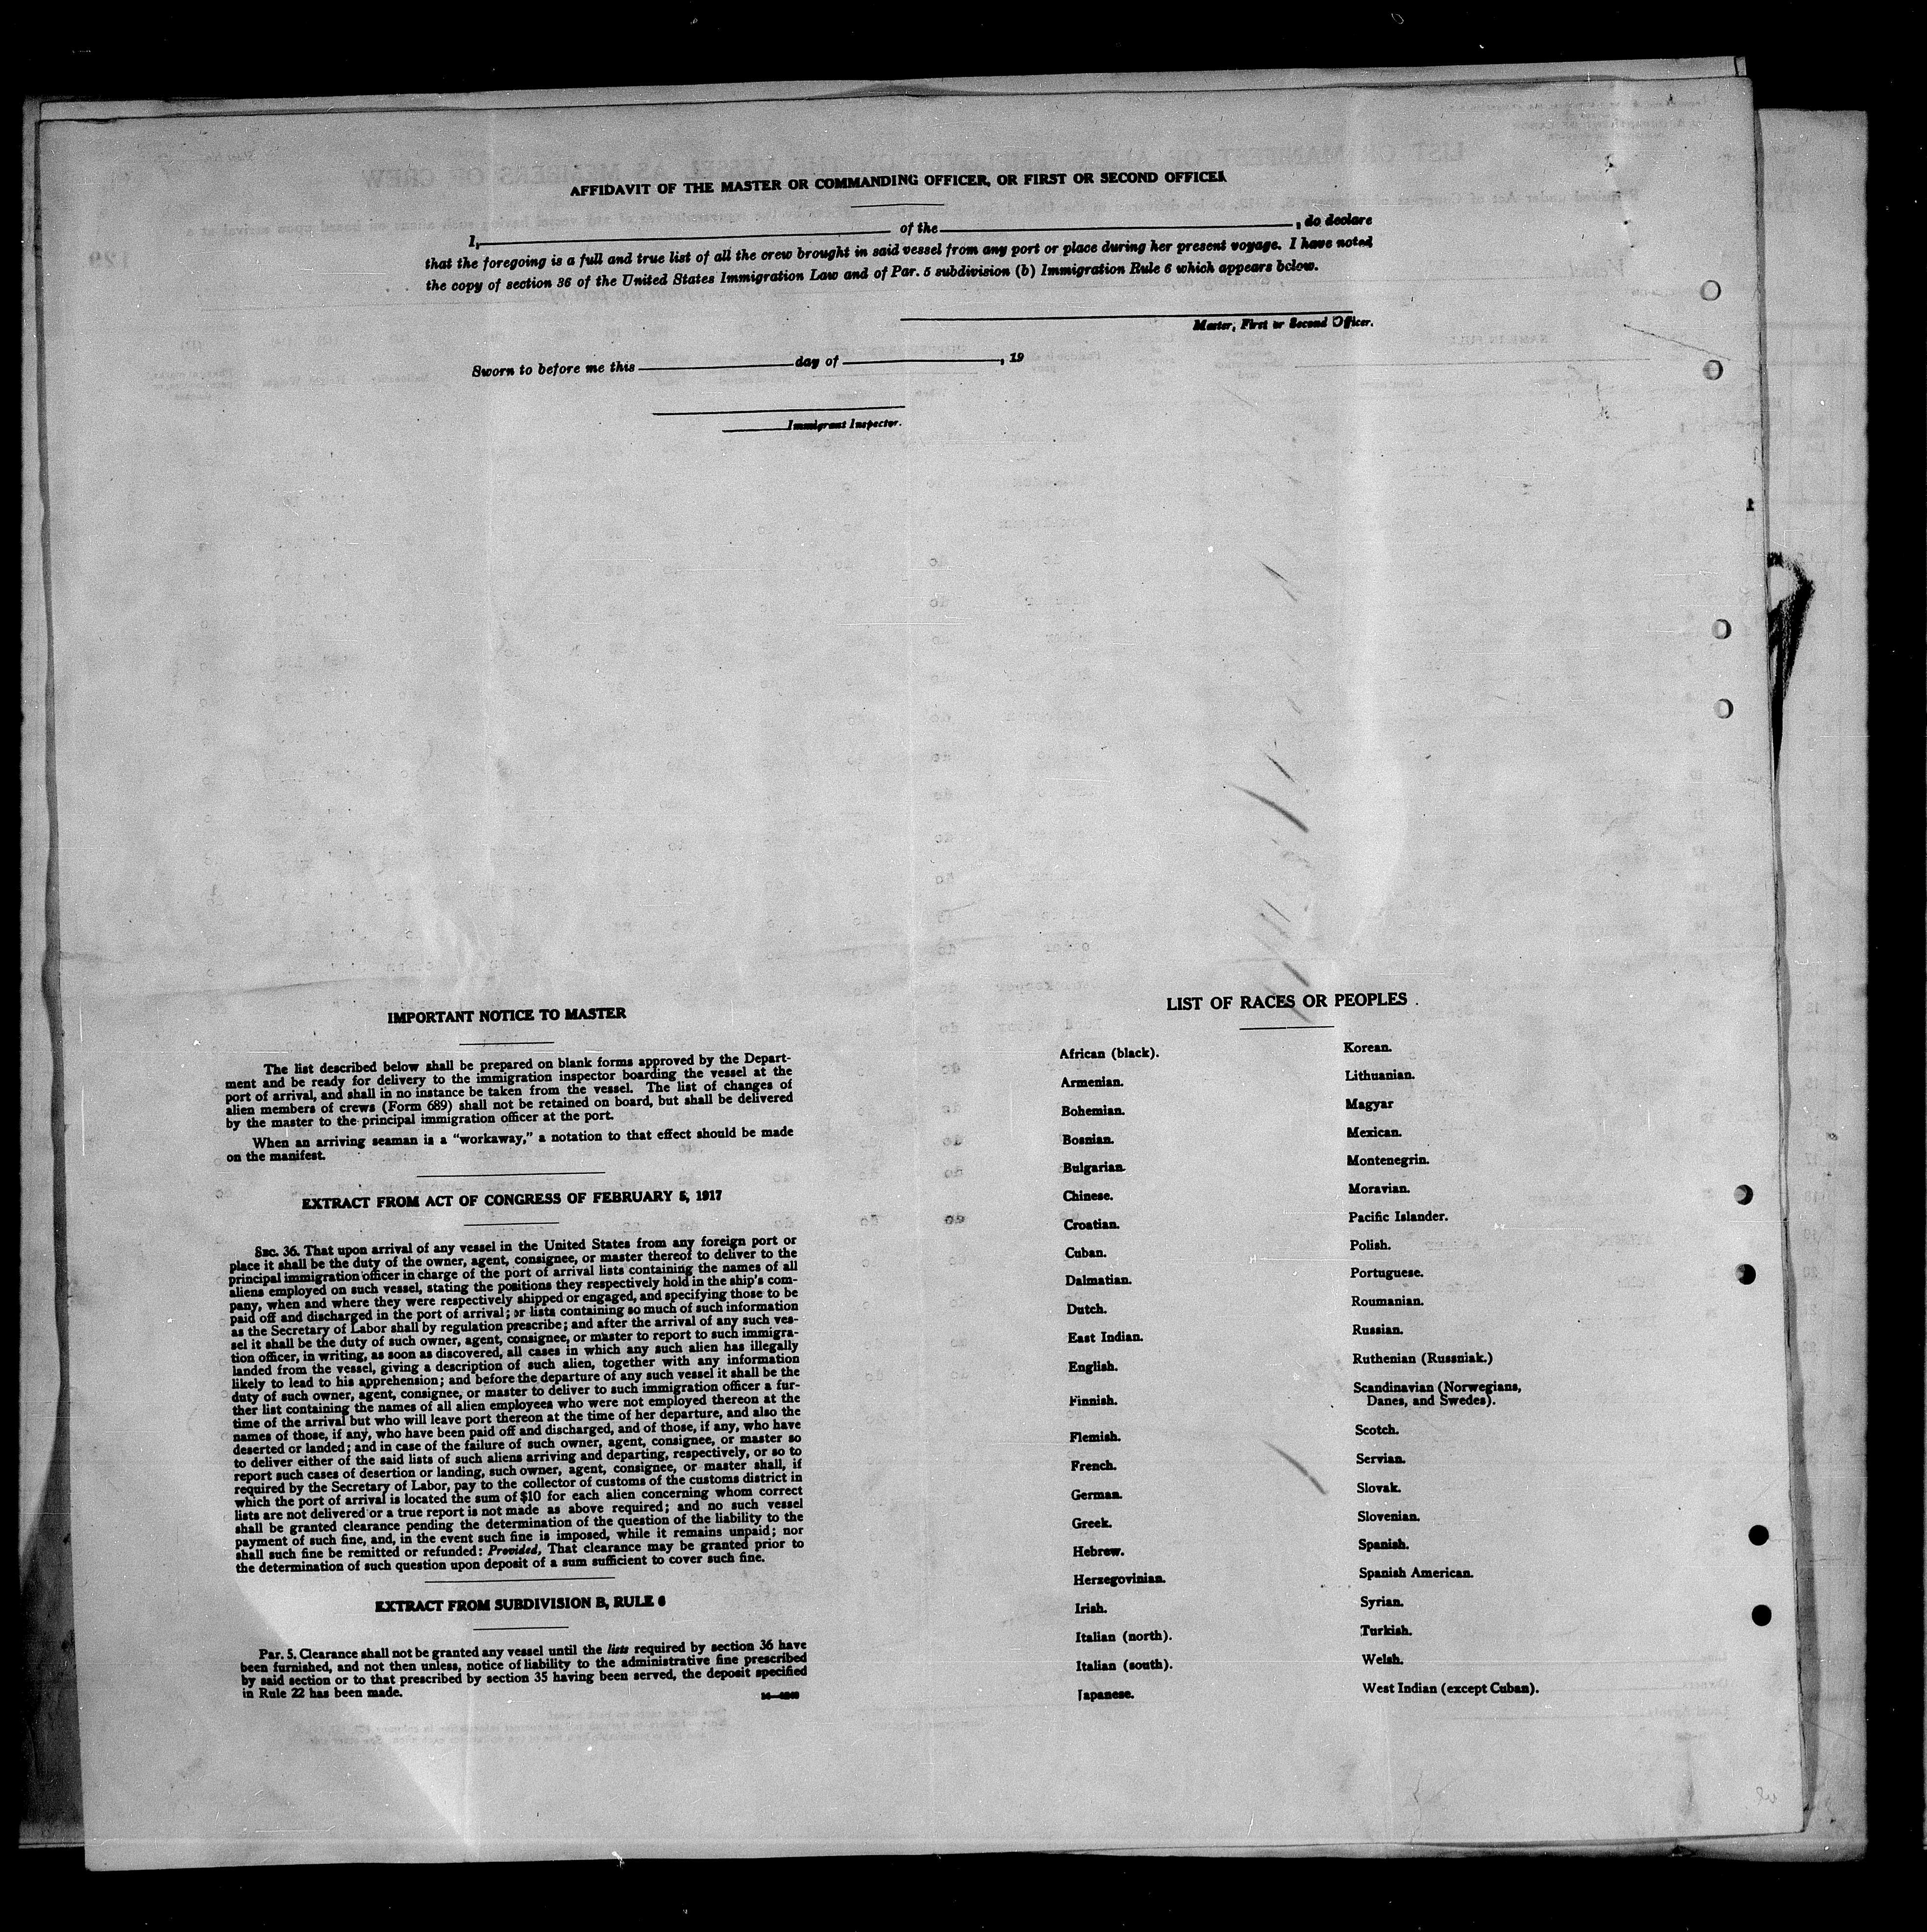 AFFIDAVIT OF THE MASTER OR COMMANDING OFFICER, OR FIRST OR SECOND OFFICER
I, of the , do declare
that the foregoing is a full and true list of all the crew brought in said vessel from any port or place during her present voyage. I have noted
the copy of section 36 of the United States Immigration Law and of Par. 5 subdivision (b) Immigration Rule 6 which appears below.
Master, First or Second Officer.
Sworn to before me this day of , 19
Immigrant Inspector.
IMPORTANT NOTICE TO MASTER
The list described below shall be prepared on blank forms approved by the Depart-
ment and be ready for delivery to the immigration inspector boarding the vessel at the
port of arrival, and shall in no instance be taken from the vessel. The list of changes of
alien members of crews (Form 689) shall not be retained on board, but shall be delivered
by the master to the principal immigration officer at the port.
When an arriving seaman is a "workaway," a notation to that effect should be made
on the manifest.
EXTRACT FROM ACT OF CONGRESS OF FEBRUARY 5, 1917
SEC. 36. That upon arrival of any vessel in the United States from any foreign port or
place it shall be the duty of the owner, agent, consignee, or master thereof to deliver to the
principal immigration officer in charge of the port of arrival lists containing the names of all
aliens employed on such vessel, stating the positions they respectively hold in the ship's com-
pany, when and where they were respectively shipped or engaged, and specifying those to be
paid off and discharged in the port of arrival; or lists containing so much of such information
as the Secretary of Labor shall by regulation prescribe; and after the arrival of any such ves-
sel it shall be the duty of such owner, agent, consignee, or master to report to such immigra-
tion officer, in writing, as soon as discovered, all cases in which any such alien has illegally
landed from the vessel, giving a description of such alien, together with any information
likely to lead to his apprehension; and before the departure of any such vessel it shall be the
duty of such owner, agent, consignee, or master to deliver to such immigration officer a fur-
ther list containing the names of all alien employees who were not employed thereon at the
time of the arrival but who will leave port thereon at the time of her departure, and also the
names of those, if any, who have been paid off and discharged, and of those, if any, who have
deserted or landed; and in case of the failure of such owner, agent, consignee, or master so
to deliver either of the said lists of such aliens arriving and departing, respectively, or so to
report such cases of desertion or landing, such owner, agent, consignee, or master shall, if
required by the Secretary of Labor, pay to the collector of customs of the customs district in
which the port of arrival is located the sum of $10 for each alien concerning whom correct
lists are not delivered or a true report is not made as above required; and no such vessel
shall be granted clearance pending the determination of the question of the liability to the
payment of such fine, and, in the event such fine is imposed, while it remains unpaid; nor
shall such fine be remitted or refunded: Provided, That clearance may be granted prior to
the determination of such question upon deposit of a sum sufficient to cover such fine.
EXTRACT FROM SUBDIVISION B, RULE 6
Par. 5. Clearance shall not be granted any vessel until the lists required by section 36 have
been furnished, and not then unless, notice of liability to the administrative fine prescribed
by said section or to that prescribed by section 35 having been served, the deposit specified
in Rule 22 has been made.
LIST OF RACES OR PEOPLES
African (black).
Armenian.
Bohemian.
Bosnian.
Bulgarian.
Chinese.
Croatian.
Cuban.
Dalmatian.
Dutch.
East Indian.
English.
Finnish.
Flemish.
French.
German.
Greek.
Hebrew.
Herzegovinian.
Irish.
Italian (north).
Italian (south).
Japanese.
Korean.
Lithuanian.
Magyar
Mexican.
Montenegrin.
Moravian.
Pacific Islander.
Polish.
Portuguese.
Roumanian.
Russian.
Ruthenian (Russniak.)
Scandinavian (Norwegians,
Danes, and Swedes).
Scotch.
Servian.
Slovak.
Slovenian.
Spanish.
Spanish American.
Syrian.
Turkish.
Welsh.
West Indian (except Cuban).